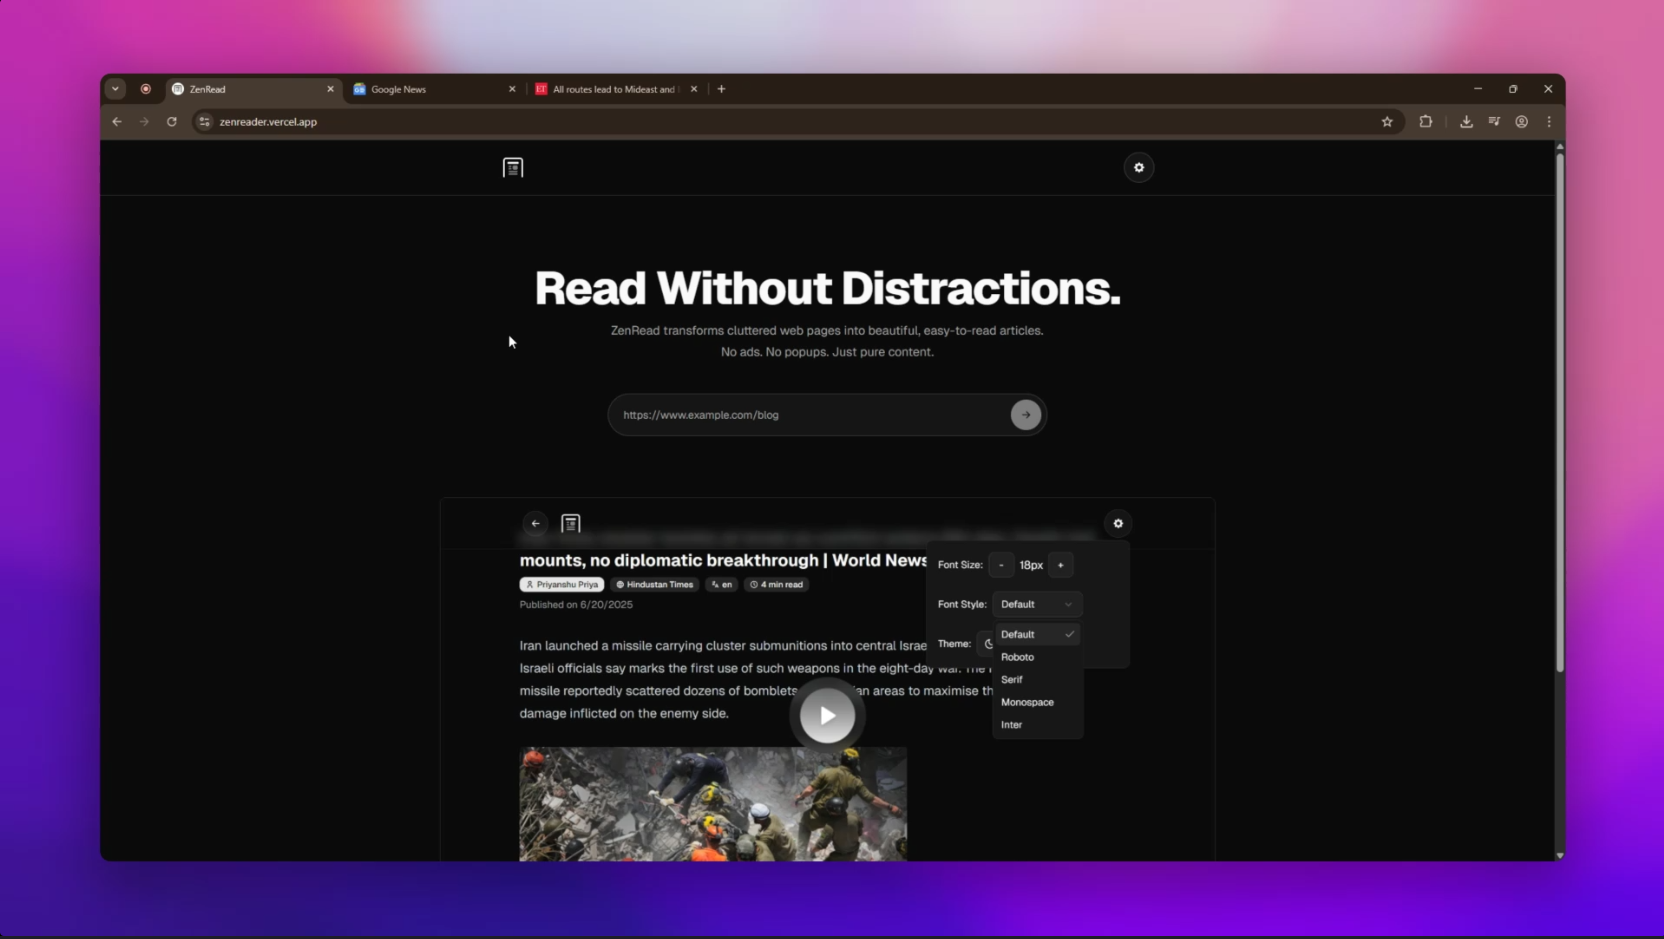 ZenRead
Google News
ET All routes lead to Mideast and
zenreader.vercel.app
Read Without Distractions.
ZenRead transforms cluttered web pages into beautiful, easy-to-read articles.
No ads. No popups. Just pure content.
https://www.example.com/blog
mounts, no diplomatic breakthrough | World News
Priyanshu Priya
Hindustan Times
en
4 min read
Published on 6/20/2025
Iran launched a missile carrying cluster submunitions into central Israe
Israeli officials say marks the first use of such weapons in the eight-day war. The
missile reportedly scattered dozens of bomblets an areas to maximise th
damage inflicted on the enemy side.
Font Size: - 18px +
Font Style: Default
Theme:
Default
Roboto
Serif
Monospace
Inter